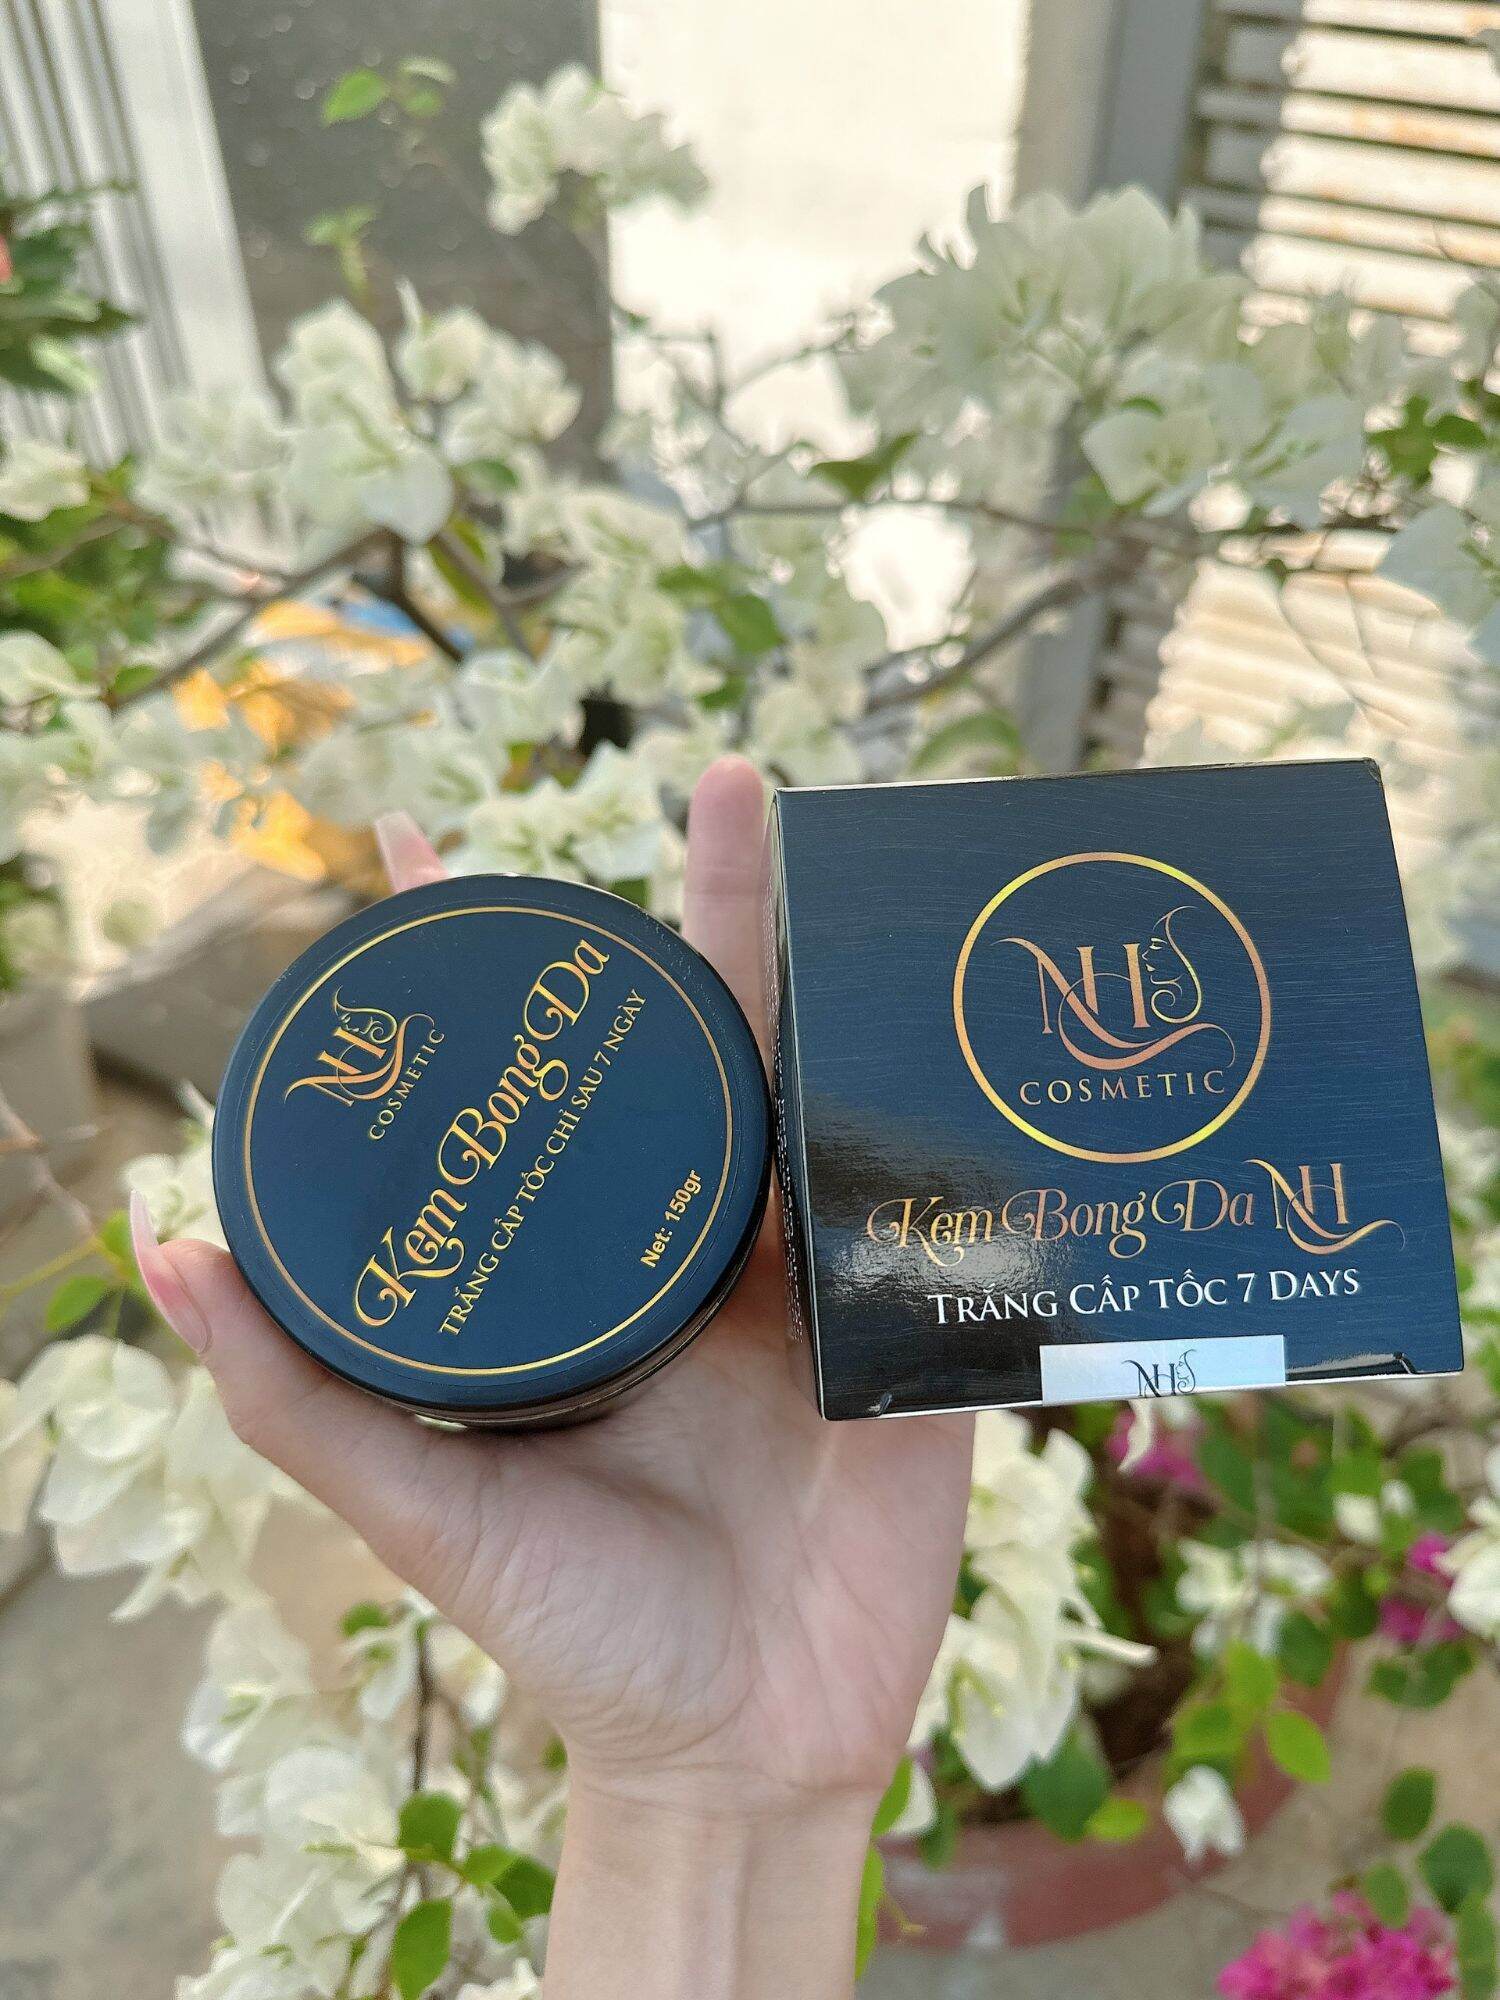 NH
COSMETIC
Kem Bong Da
TRẮNG CẤP TỐC CHỈ SAU 7 NGÀY
Net: 150gr
NH
COSMETIC
Kem Bong Da NH
TRẮNG CẤP TỐC 7 DAYS
NH